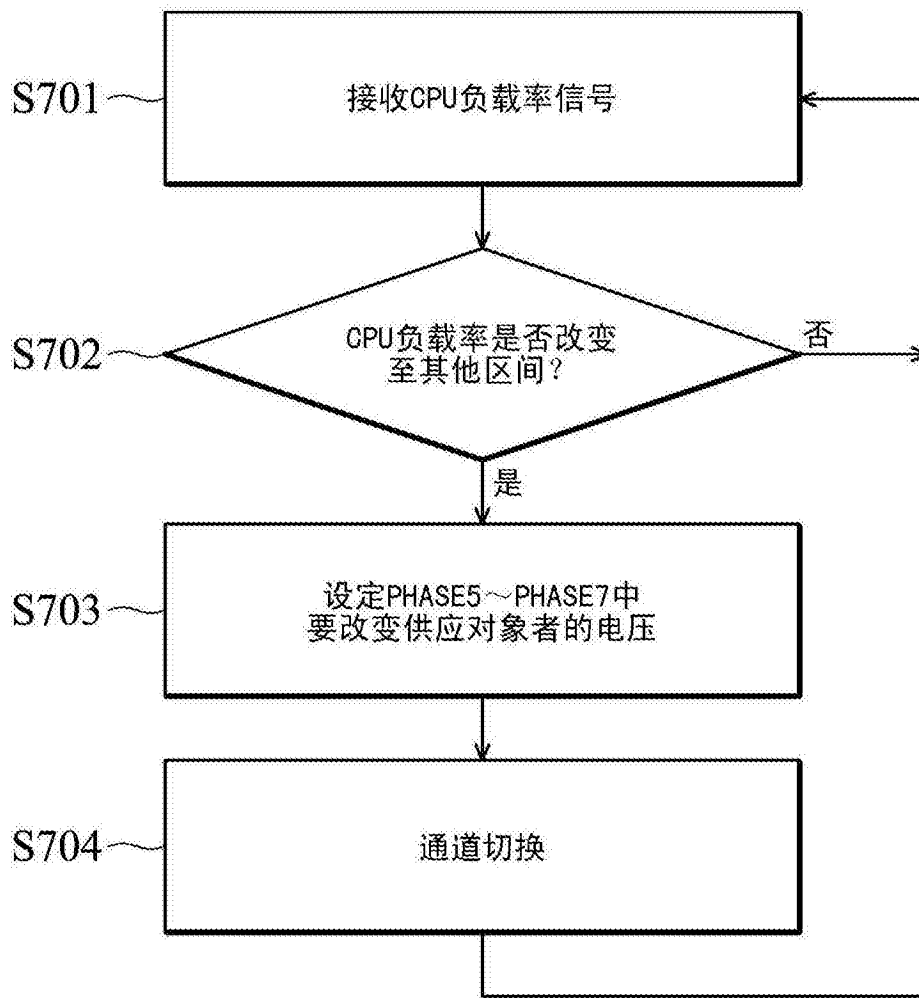 S701
接收CPU负载率信号
S702
CPU负载率是否改变
至其他区间?
否
是
S703
设定PHASE5～PHASE7中
要改变供应对象者的电压
S704
通道切换